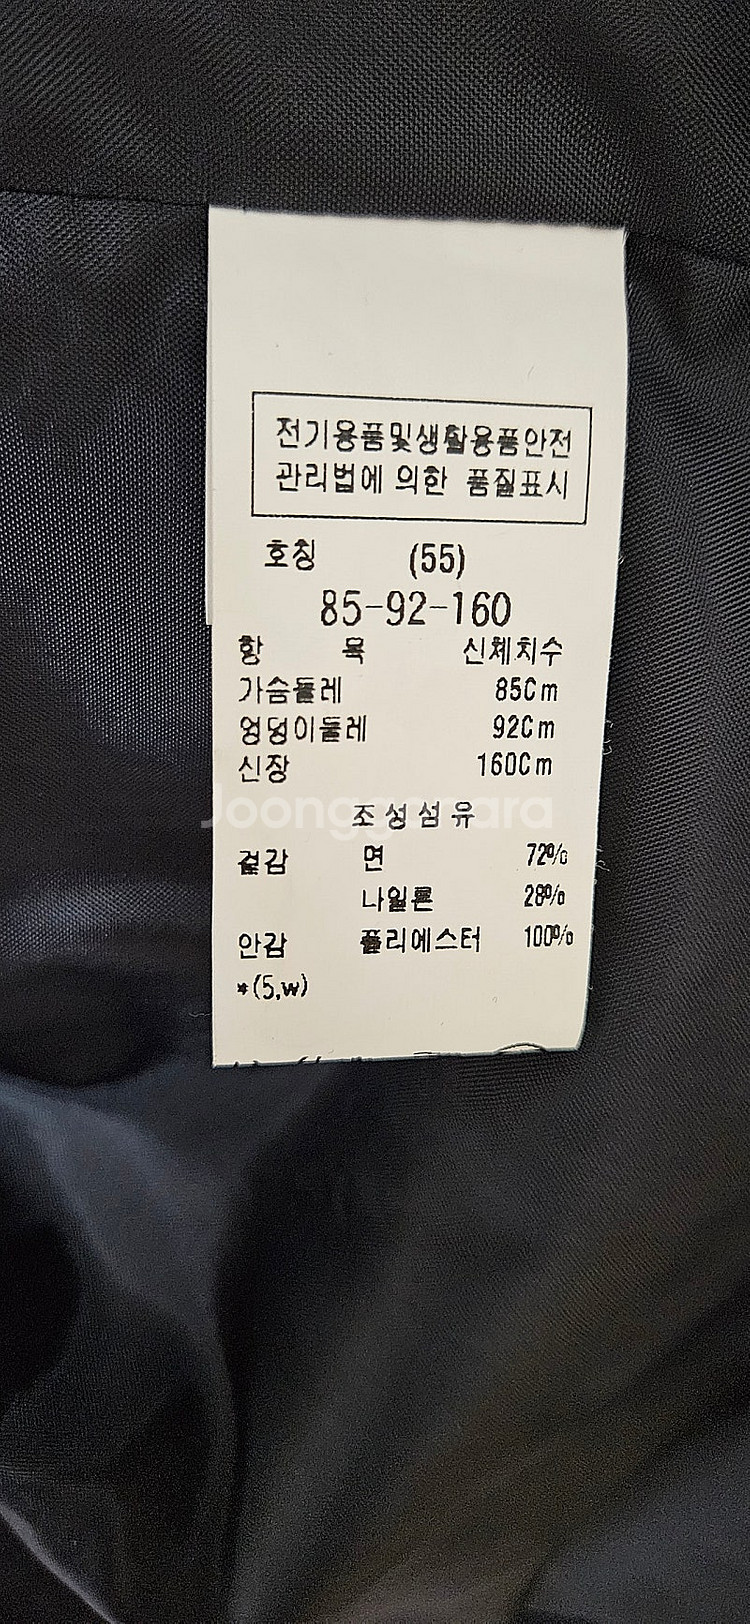 전기용품및생활용품안전
관리법에 의한 품질표시
호칭 (55)
85-92-160
항 목 신체치수
가슴둘레 85Cm
엉덩이둘레 92Cm
신장 160Cm
Joonggonara
조성섬유
겉감 면 72%
나일론 28%
안감 폴리에스터 100%
*(5,w)